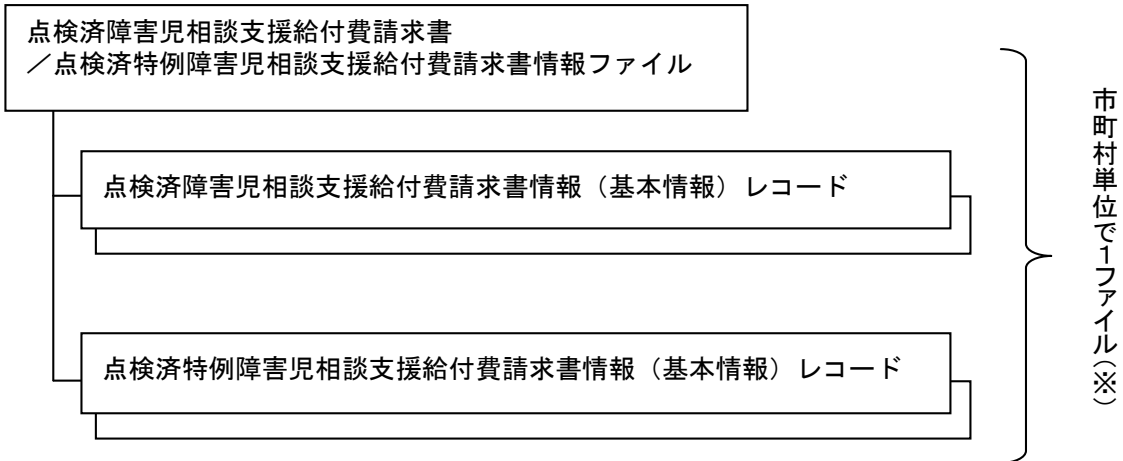 点検済障害児相談支援給付費請求書
／点検済特例障害児相談支援給付費請求書情報ファイル
点検済障害児相談支援給付費請求書情報（基本情報）レコード
点検済特例障害児相談支援給付費請求書情報（基本情報）レコード
市町村単位で１ファイル（※）